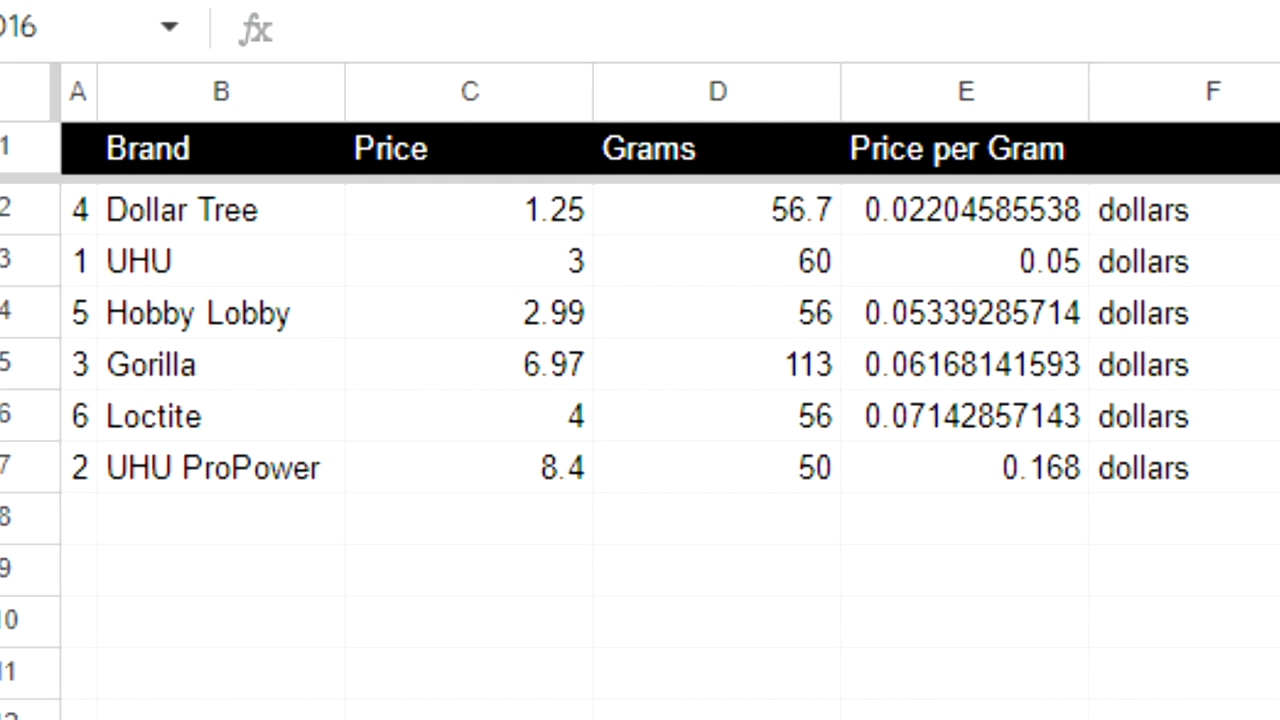 D16 fx
A B C D E F
1 Brand Price Grams Price per Gram
2 4 Dollar Tree 1.25 56.7 0.02204585538 dollars
3 1 UHU 3 60 0.05 dollars
4 5 Hobby Lobby 2.99 56 0.05339285714 dollars
5 3 Gorilla 6.97 113 0.06168141593 dollars
6 6 Loctite 4 56 0.07142857143 dollars
7 2 UHU ProPower 8.4 50 0.168 dollars
8
9
10
11